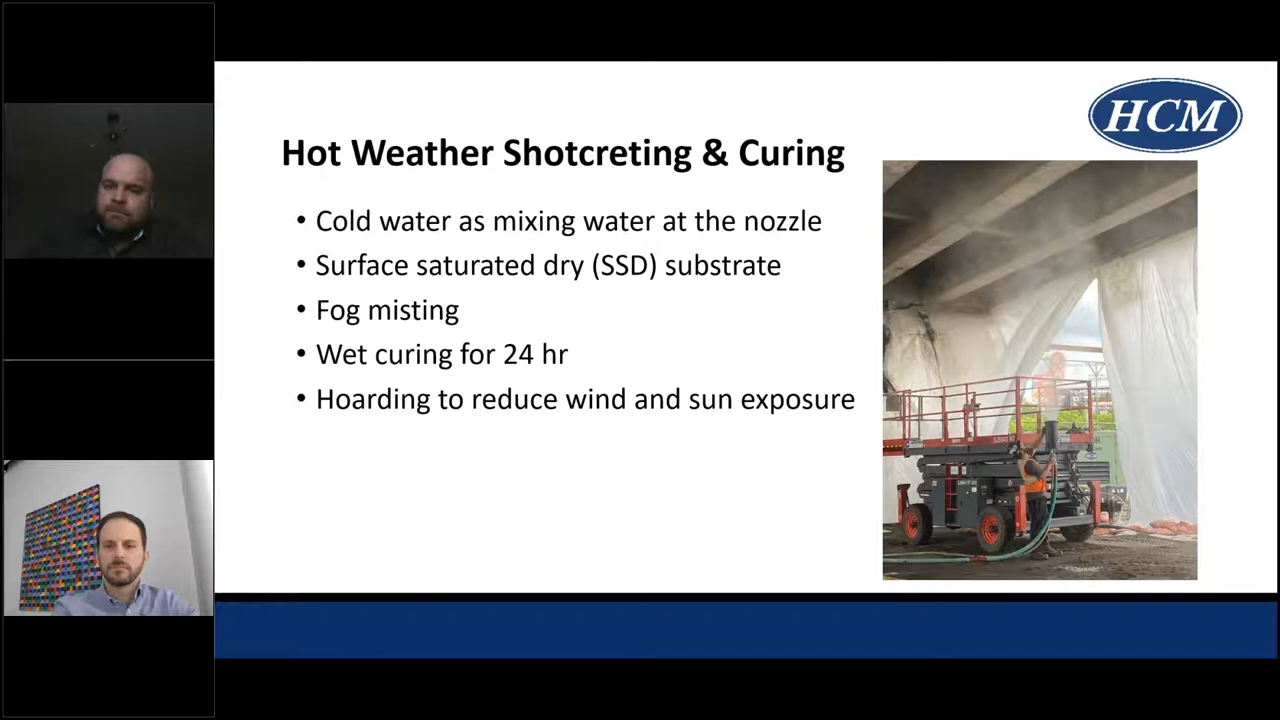 HCM
Hot Weather Shotcreting & Curing
• Cold water as mixing water at the nozzle
• Surface saturated dry (SSD) substrate
• Fog misting
• Wet curing for 24 hr
• Hoarding to reduce wind and sun exposure